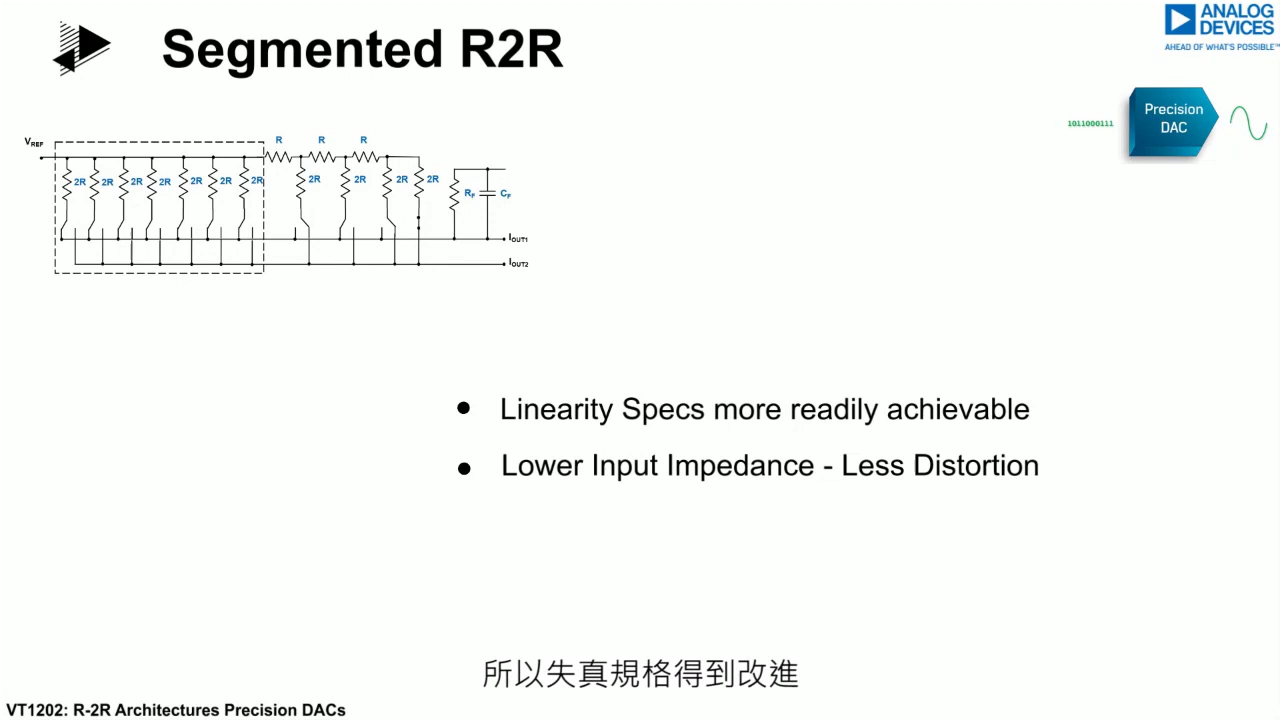 Segmented R2R
ANALOG
DEVICES
AHEAD OF WHAT'S POSSIBLE™
1011000111
Precision
DAC
VREF
R R R
2R 2R 2R 2R 2R 2R 2R 2R 2R 2R 2R RF CF
IOUT1
IOUT2
• Linearity Specs more readily achievable
• Lower Input Impedance - Less Distortion
所以失真規格得到改進
VT1202: R-2R Architectures Precision DACs